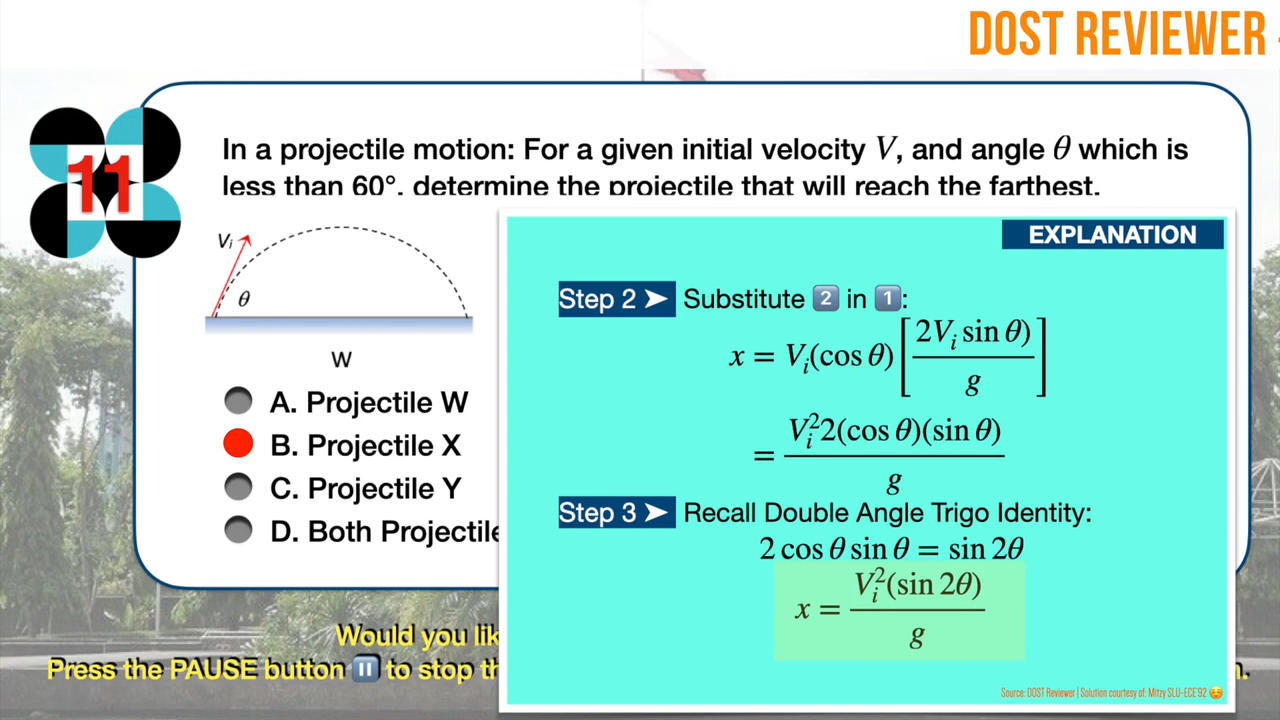 DOST REVIEWER
11
In a projectile motion: For a given initial velocity V, and angle θ which is
less than 60°, determine the projectile that will reach the farthest.
Vᵢ
θ
W
A. Projectile W
B. Projectile X
C. Projectile Y
D. Both Projectile
EXPLANATION
Step 2 ➤ Substitute 2 in 1:
x = Vᵢ(cos θ) [2Vᵢ sin θ) / g]
= Vᵢ²2(cos θ)(sin θ) / g
Step 3 ➤ Recall Double Angle Trigo Identity:
2 cos θ sin θ = sin 2θ
x = Vᵢ²(sin 2θ) / g
Source: DOST Reviewer | Solution courtesy of: Mitzy SLU-ECE'92 ☺️
Would you lik
Press the PAUSE button ⏸ to stop th